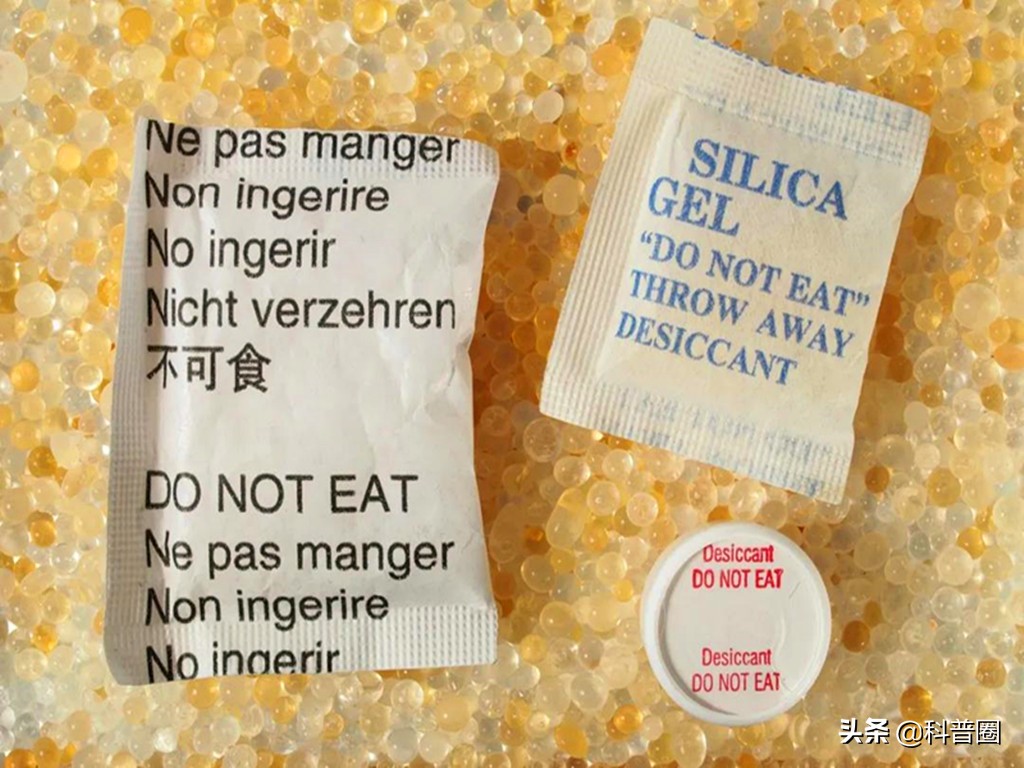 Ne pas manger
Non ingerire
No ingerir
Nicht verzehren
不可食
DO NOT EAT
Ne pas manger
Non ingerire
No ingerir
SILICA
GEL
“DO NOT EAT”
THROW AWAY
DESICCANT
Desiccant
DO NOT EAT
Desiccant
DO NOT EAT
头条 @科普圈